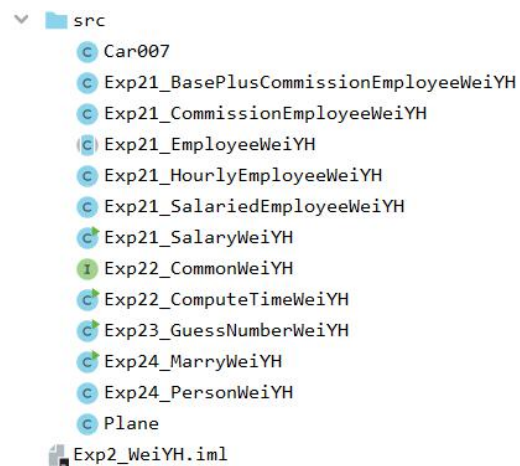 src
C Car007
C Exp21_BasePlusCommissionEmployeeWeiYH
C Exp21_CommissionEmployeeWeiYH
C Exp21_EmployeeWeiYH
C Exp21_HourlyEmployeeWeiYH
C Exp21_SalariedEmployeeWeiYH
C Exp21_SalaryWeiYH
I Exp22_CommonWeiYH
C Exp22_ComputeTimeWeiYH
C Exp23_GuessNumberWeiYH
C Exp24_MarryWeiYH
C Exp24_PersonWeiYH
C Plane
Exp2_WeiYH.iml